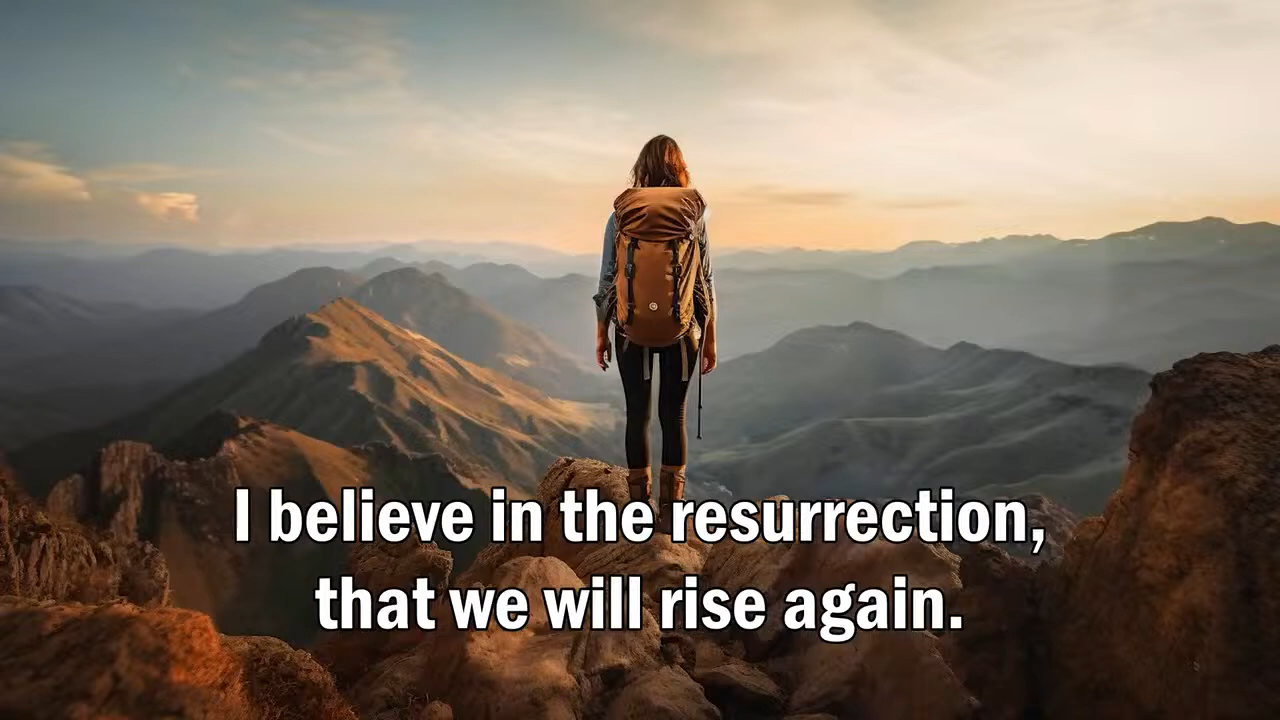 I believe in the resurrection,
that we will rise again.